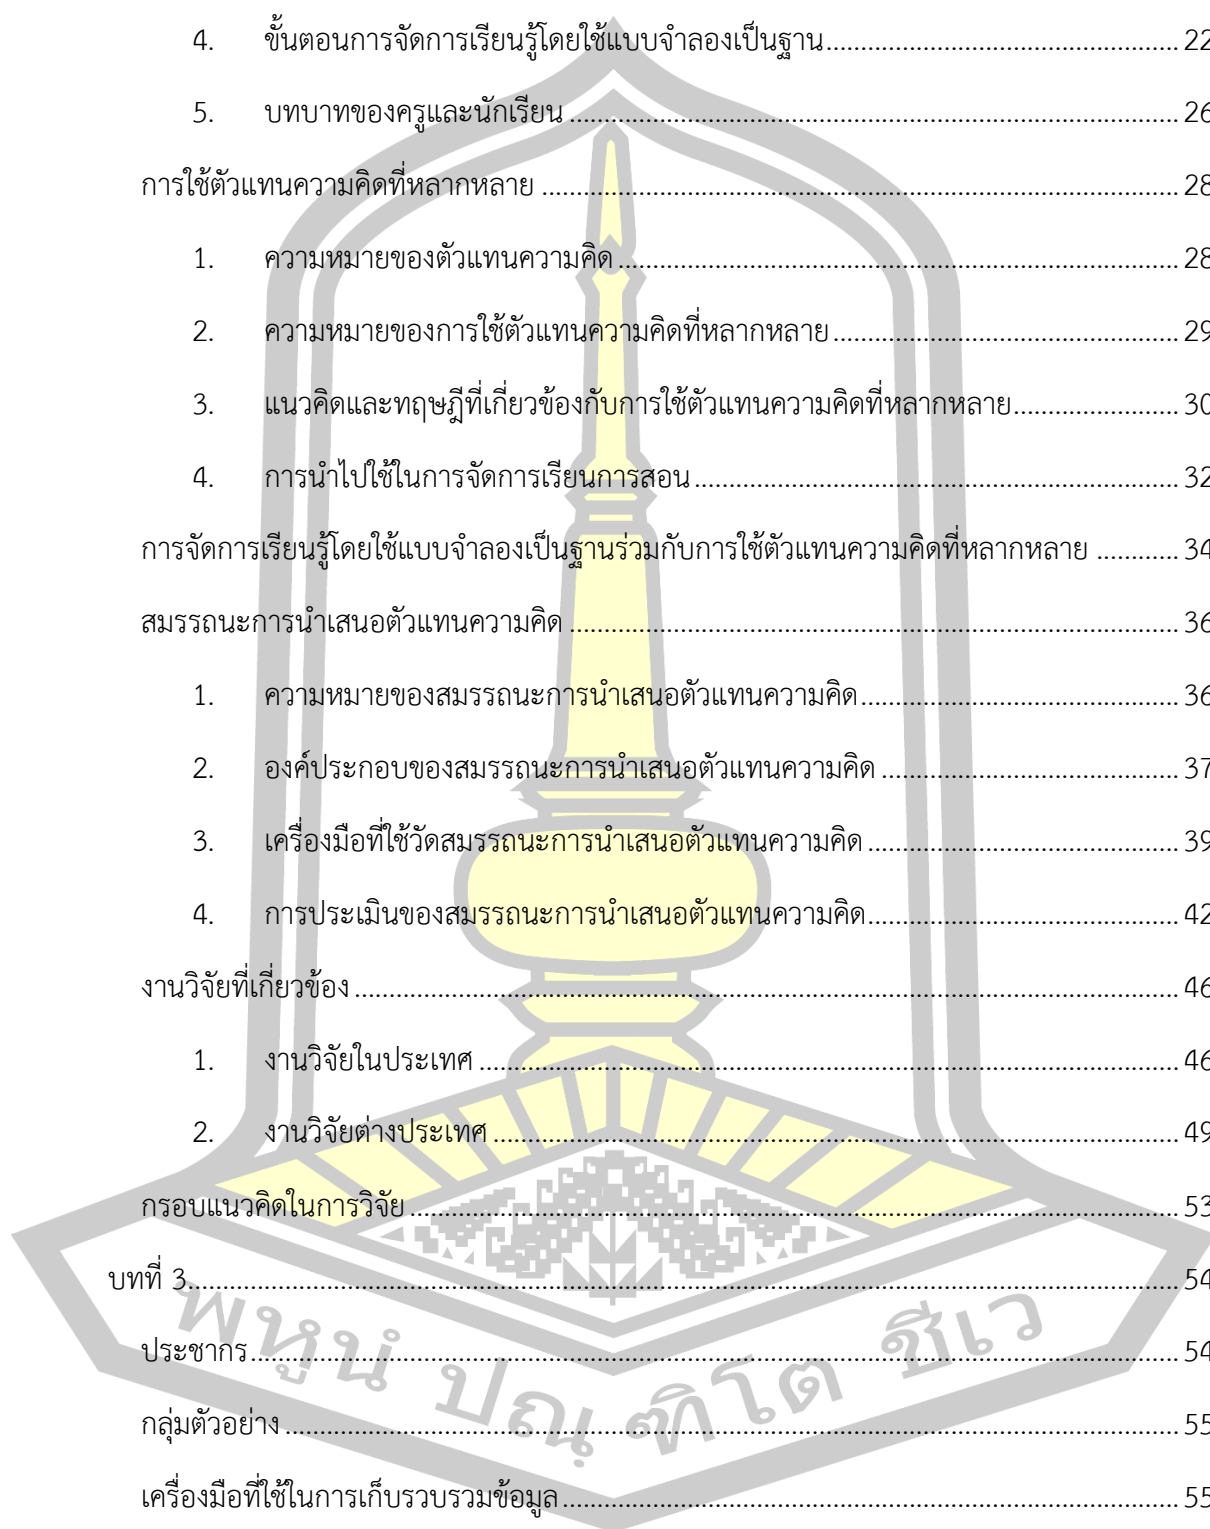 4. ขั้นตอนการจัดการเรียนรู้โดยใช้แบบจำลองเป็นฐาน.......................................................... 22
5. บทบาทของครูและนักเรียน.......................................................... 26
การใช้ตัวแทนความคิดที่หลากหลาย.......................................................... 28
1. ความหมายของตัวแทนความคิด.......................................................... 28
2. ความหมายของการใช้ตัวแทนความคิดที่หลากหลาย.......................................................... 29
3. แนวคิดและทฤษฎีที่เกี่ยวข้องกับการใช้ตัวแทนความคิดที่หลากหลาย........................... 30
4. การนำไปใช้ในการจัดการเรียนการสอน.......................................................... 32
การจัดการเรียนรู้โดยใช้แบบจำลองเป็นฐานร่วมกับการใช้ตัวแทนความคิดที่หลากหลาย ............ 34
สมรรถนะการนำเสนอตัวแทนความคิด.......................................................... 36
1. ความหมายของสมรรถนะการนำเสนอตัวแทนความคิด.................................................. 36
2. องค์ประกอบของสมรรถนะการนำเสนอตัวแทนความคิด.................................................. 37
3. เครื่องมือที่ใช้วัดสมรรถนะการนำเสนอตัวแทนความคิด.................................................. 39
4. การประเมินของสมรรถนะการนำเสนอตัวแทนความคิด.................................................. 42
งานวิจัยที่เกี่ยวข้อง.......................................................... 46
1. งานวิจัยในประเทศ.......................................................... 46
2. งานวิจัยต่างประเทศ.......................................................... 49
กรอบแนวคิดในการวิจัย.......................................................... 53
บทที่ 3.......................................................... 54
ประชากร.......................................................... 54
กลุ่มตัวอย่าง.......................................................... 55
เครื่องมือที่ใช้ในการเก็บรวบรวมข้อมูล.......................................................... 55
พหูนํ ปณฺฑิโต ชีเว